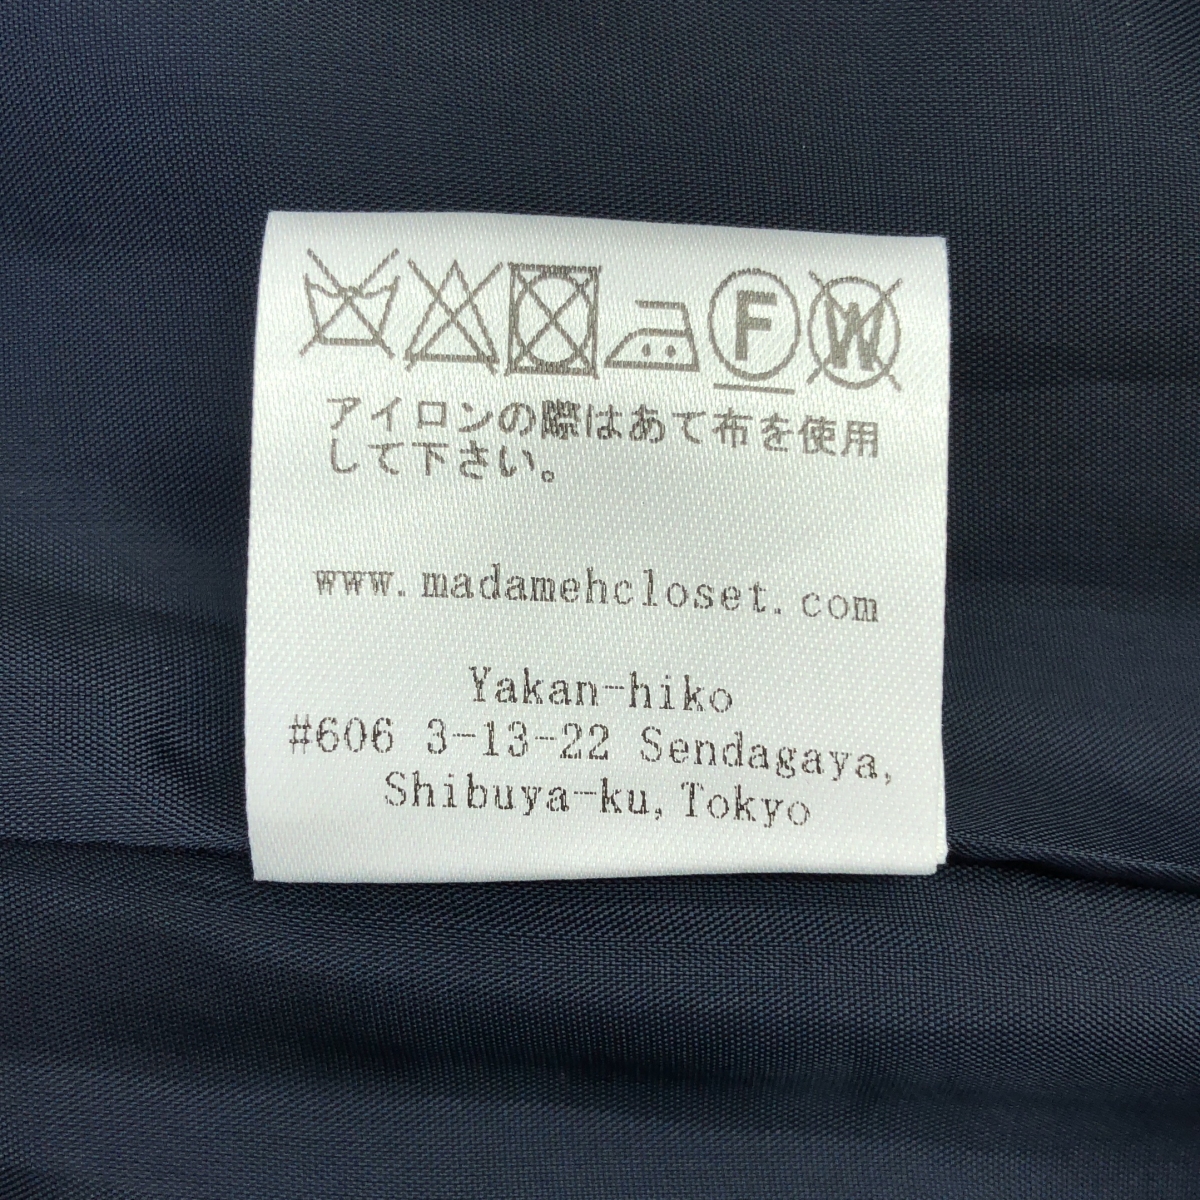 F W
アイロンの際はあて布を使用
して下さい。
www.madamehcloset.com
Yakan-hiko
#606 3-13-22 Sendagaya,
Shibuya-ku, Tokyo